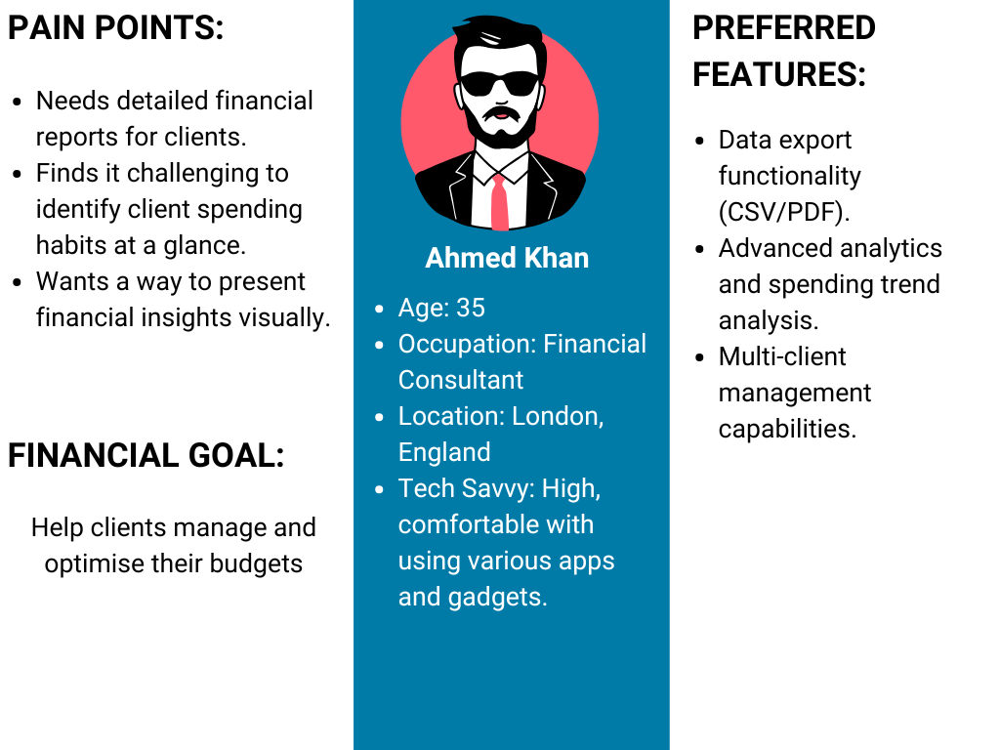 PAIN POINTS:
• Needs detailed financial
reports for clients.
• Finds it challenging to
identify client spending
habits at a glance.
• Wants a way to present
financial insights visually.
FINANCIAL GOAL:
Help clients manage and
optimise their budgets
Ahmed Khan
• Age: 35
• Occupation: Financial
Consultant
• Location: London,
England
• Tech Savvy: High,
comfortable with
using various apps
and gadgets.
PREFERRED
FEATURES:
• Data export
functionality
(CSV/PDF).
• Advanced analytics
and spending trend
analysis.
• Multi-client
management
capabilities.